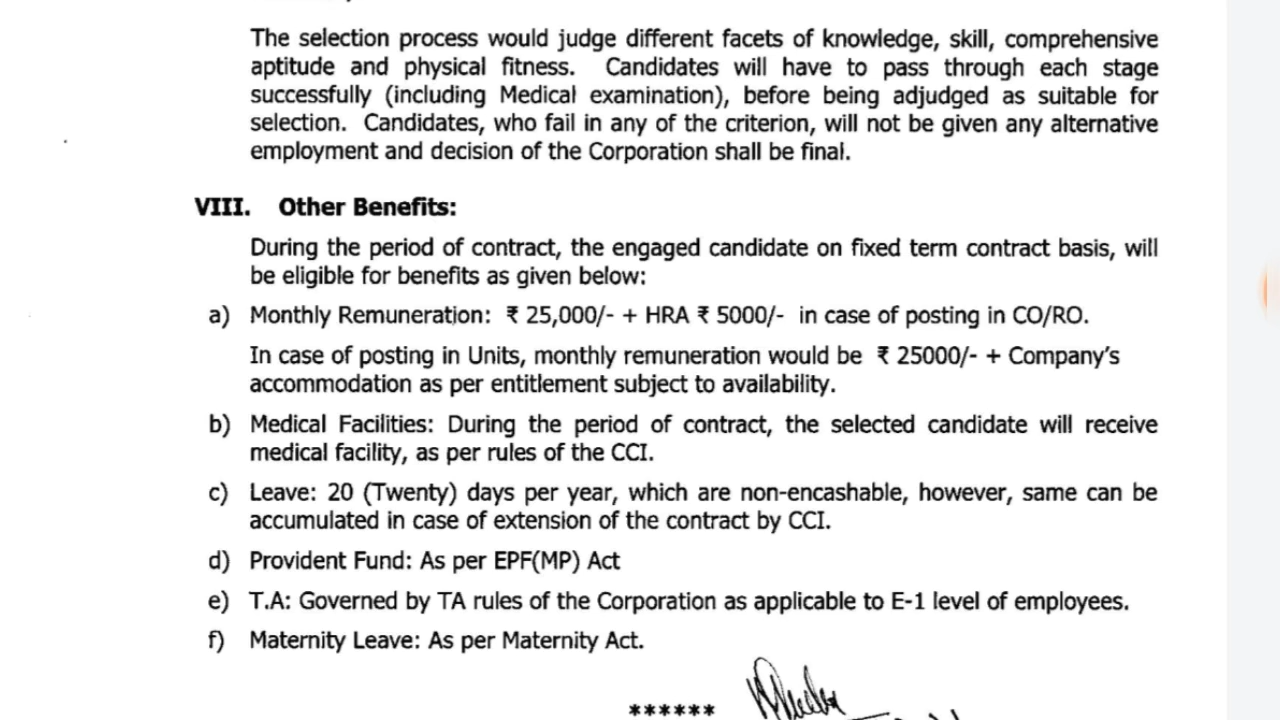 The selection process would judge different facets of knowledge, skill, comprehensive
aptitude and physical fitness. Candidates will have to pass through each stage
successfully (including Medical examination), before being adjudged as suitable for
selection. Candidates, who fail in any of the criterion, will not be given any alternative
employment and decision of the Corporation shall be final.
VIII. Other Benefits:
During the period of contract, the engaged candidate on fixed term contract basis, will
be eligible for benefits as given below:
a) Monthly Remuneration: ₹ 25,000/- + HRA ₹ 5000/- in case of posting in CO/RO.
In case of posting in Units, monthly remuneration would be ₹ 25000/- + Company's
accommodation as per entitlement subject to availability.
b) Medical Facilities: During the period of contract, the selected candidate will receive
medical facility, as per rules of the CCI.
c) Leave: 20 (Twenty) days per year, which are non-encashable, however, same can be
accumulated in case of extension of the contract by CCI.
d) Provident Fund: As per EPF(MP) Act
e) T.A: Governed by TA rules of the Corporation as applicable to E-1 level of employees.
f) Maternity Leave: As per Maternity Act.
******